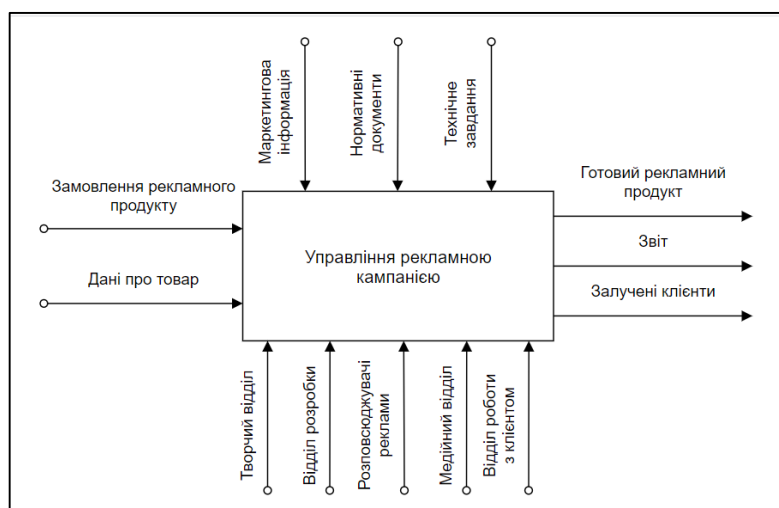 Маркетингова
інформація
Нормативні
документи
Технічне
завдання
Замовлення рекламного
продукту
Дані про товар
Управління рекламною
кампанією
Готовий рекламний
продукт
Звіт
Залучені клієнти
Творчий відділ
Відділ розробки
Розповсюджувачі
реклами
Медійний відділ
Відділ роботи
з клієнтом